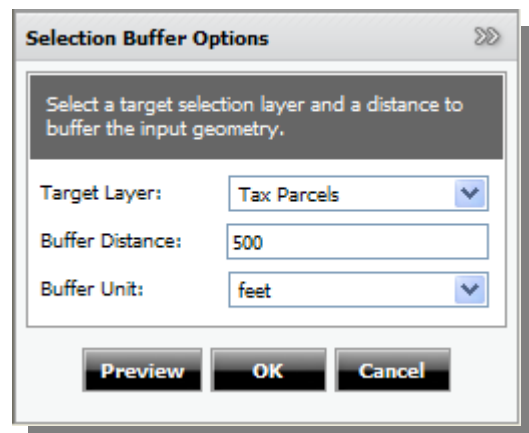 Selection Buffer Options
Select a target selection layer and a distance to
buffer the input geometry.
Target Layer: Tax Parcels
Buffer Distance: 500
Buffer Unit: feet
Preview OK Cancel